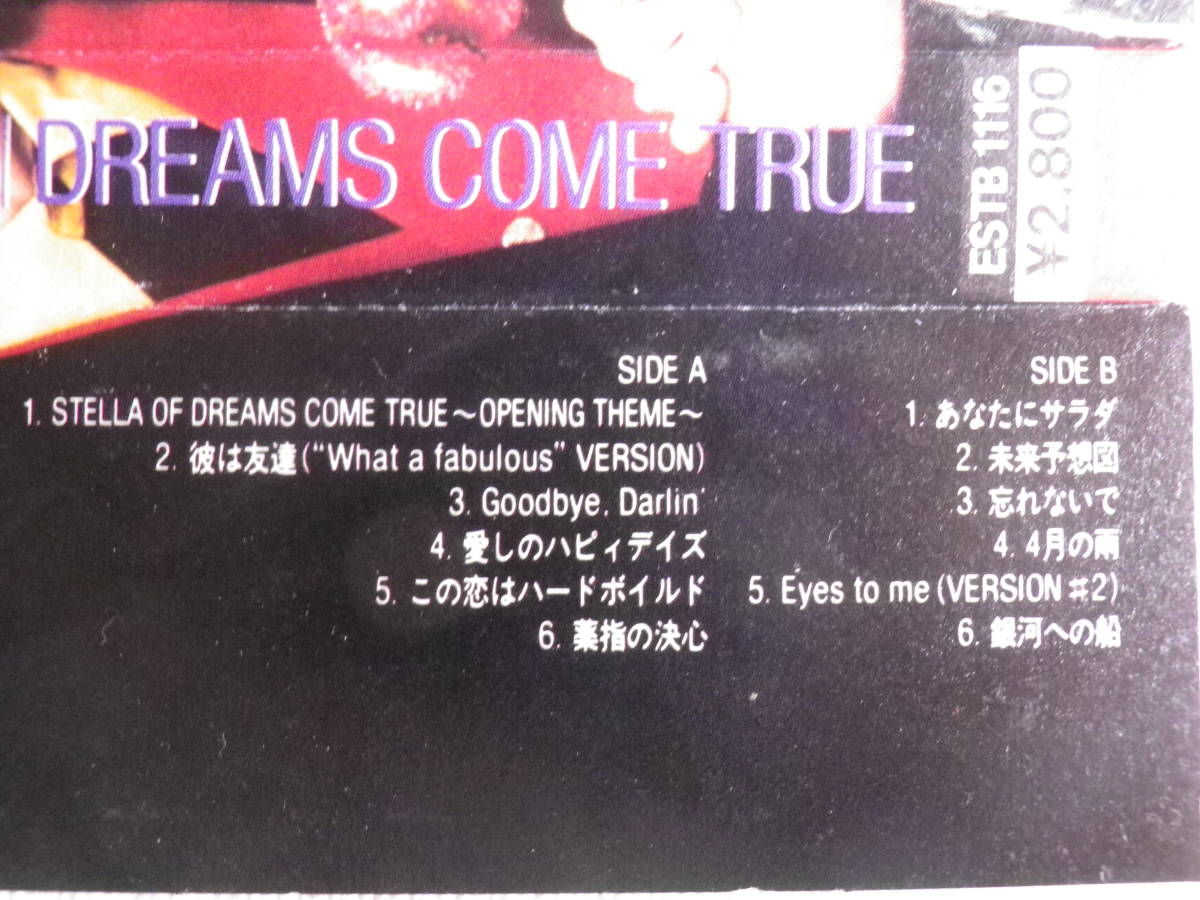 DREAMS COME TRUE
ESTB 1116
¥2.800
SIDE A
1. STELLA OF DREAMS COME TRUE～OPENING THEME～
2. 彼は友達(“What a fabulous” VERSION)
3. Goodbye. Darlin'
4. 愛しのハピィデイズ
5. この恋はハードボイルド
6. 薬指の決心
SIDE B
1. あなたにサラダ
2. 未来予想図
3. 忘れないで
4. 4月の雨
5. Eyes to me (VERSION #2)
6. 銀河への船